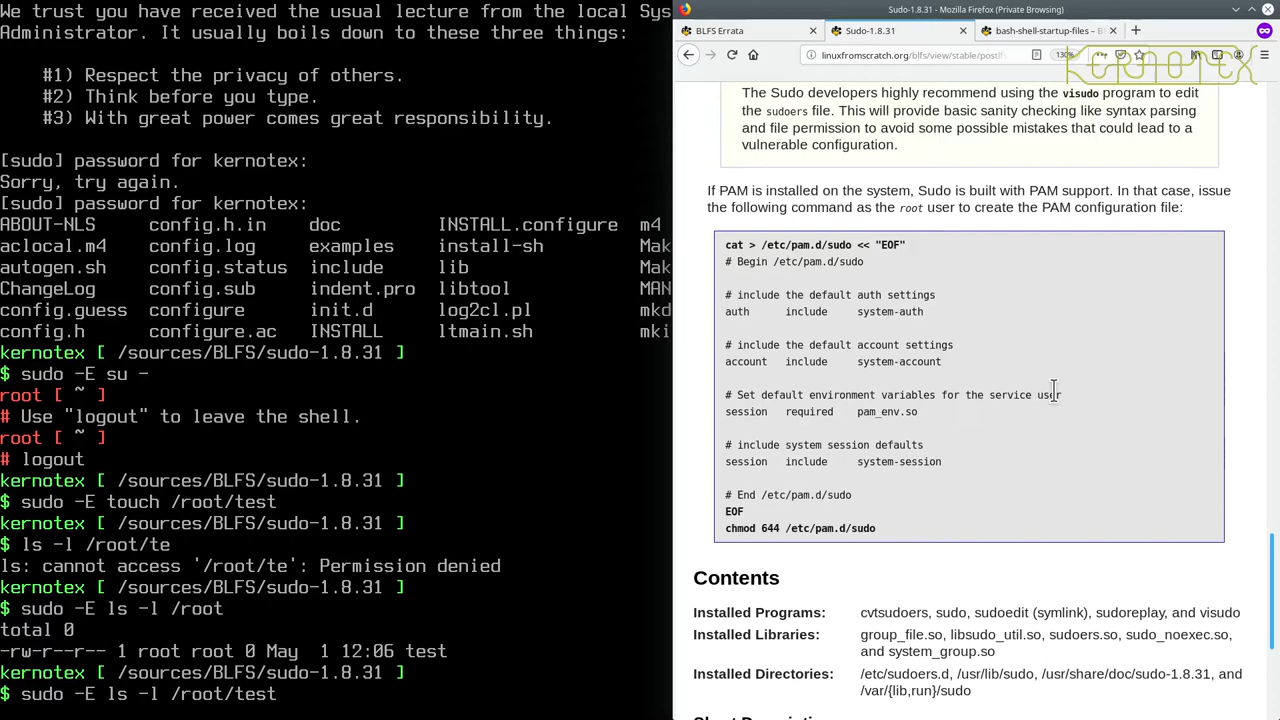 We trust you have received the usual lecture from the local Sys
Administrator. It usually boils down to these three things:
#1) Respect the privacy of others.
#2) Think before you type.
#3) With great power comes great responsibility.
[sudo] password for kernotex:
Sorry, try again.
[sudo] password for kernotex:
ABOUT-NLS config.h.in doc INSTALL.configure m4
aclocal.m4 config.log examples install-sh Mak
autogen.sh config.status include lib Mak
ChangeLog config.sub indent.pro libtool MAN
config.guess configure init.d log2cl.pl mkd
config.h configure.ac INSTALL ltmain.sh mki
kernotex [ /sources/BLFS/sudo-1.8.31 ]
$ sudo -E su -
root [ ~ ]
# Use "logout" to leave the shell.
root [ ~ ]
# logout
kernotex [ /sources/BLFS/sudo-1.8.31 ]
$ sudo -E touch /root/test
kernotex [ /sources/BLFS/sudo-1.8.31 ]
$ ls -l /root/te
ls: cannot access '/root/te': Permission denied
kernotex [ /sources/BLFS/sudo-1.8.31 ]
$ sudo -E ls -l /root
total 0
-rw-r--r-- 1 root root 0 May 1 12:06 test
kernotex [ /sources/BLFS/sudo-1.8.31 ]
$ sudo -E ls -l /root/test
Sudo-1.8.31 - Mozilla Firefox (Private Browsing)
BLFS Errata
Sudo-1.8.31
bash-shell-startup-files – B
linuxfromscratch.org/blfs/view/stable/postlf
130%
KERNOTEX
The Sudo developers highly recommend using the visudo program to edit
the sudoers file. This will provide basic sanity checking like syntax parsing
and file permission to avoid some possible mistakes that could lead to a
vulnerable configuration.
If PAM is installed on the system, Sudo is built with PAM support. In that case, issue
the following command as the root user to create the PAM configuration file:
cat > /etc/pam.d/sudo << "EOF"
# Begin /etc/pam.d/sudo
# include the default auth settings
auth include system-auth
# include the default account settings
account include system-account
# Set default environment variables for the service user
session required pam_env.so
# include system session defaults
session include system-session
# End /etc/pam.d/sudo
EOF
chmod 644 /etc/pam.d/sudo
Contents
Installed Programs: cvtsudoers, sudo, sudoedit (symlink), sudoreplay, and visudo
Installed Libraries: group_file.so, libsudo_util.so, sudoers.so, sudo_noexec.so,
and system_group.so
Installed Directories: /etc/sudoers.d, /usr/lib/sudo, /usr/share/doc/sudo-1.8.31, and
/var/{lib,run}/sudo